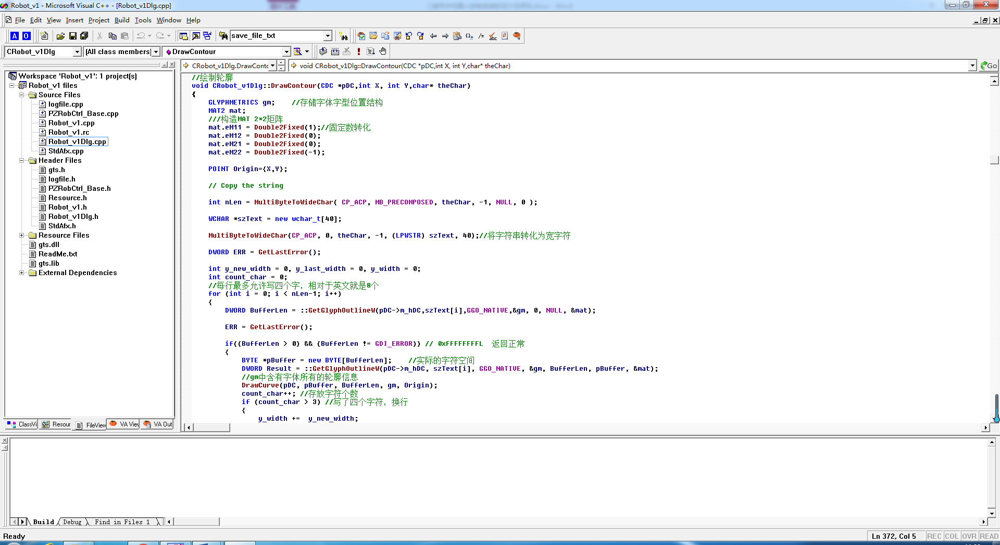 Robot_v1 - Microsoft Visual C++ - [Robot_v1Dlg.cpp]
File Edit View Insert Project Build Tools Window Help
A O save_file_txt
CRobot_v1Dlg [All class members] DrawContour
CRobot_v1Dlg.DrawConto void CRobot_v1Dlg::DrawContour(CDC *pDC,int X, int Y,char* theChar) Go
Workspace 'Robot_v1': 1 project(s)
Robot_v1 files
Source Files
logfile.cpp
PZRobCtrl_Base.cpp
Robot_v1.cpp
Robot_v1.rc
Robot_v1Dlg.cpp
StdAfx.cpp
Header Files
gts.h
logfile.h
PZRobCtrl_Base.h
Resource.h
Robot_v1.h
Robot_v1Dlg.h
StdAfx.h
Resource Files
gts.dll
ReadMe.txt
gts.lib
External Dependencies
ClassVi Resour FileView VA Viev VA Out
//绘制轮廓
void CRobot_v1Dlg::DrawContour(CDC *pDC,int X, int Y,char* theChar)
{
GLYPHMETRICS gm; //存储字体字型位置结构
MAT2 mat;
///构造MAT 2*2矩阵
mat.eM11 = Double2Fixed(1);//固定数转化
mat.eM12 = Double2Fixed(0);
mat.eM21 = Double2Fixed(0);
mat.eM22 = Double2Fixed(-1);
POINT Origin={X,Y};
// Copy the string
int nLen = MultiByteToWideChar( CP_ACP, MB_PRECOMPOSED, theChar, -1, NULL, 0 );
WCHAR *szText = new wchar_t[40];
MultiByteToWideChar(CP_ACP, 0, theChar, -1, (LPWSTR) szText, 40);//将字符串转化为宽字符
DWORD ERR = GetLastError();
int y_new_width = 0, y_last_width = 0, y_width = 0;
int count_char = 0;
//每行最多允许写四个字，相对于英文就是8个
for (int i = 0; i < nLen-1; i++)
{
DWORD BufferLen = ::GetGlyphOutlineW(pDC->m_hDC,szText[i],GGO_NATIVE,&gm, 0, NULL, &mat);
ERR = GetLastError();
if((BufferLen > 0) && (BufferLen != GDI_ERROR)) // 0xFFFFFFFFL 返回正常
{
BYTE *pBuffer = new BYTE[BufferLen]; //实际的字符空间
DWORD Result = ::GetGlyphOutlineW(pDC->m_hDC, szText[i], GGO_NATIVE, &gm, BufferLen, pBuffer, &mat);
//gm中含有字体所有的轮廓信息
DrawCurve(pDC, pBuffer, BufferLen, gm, Origin);
count_char++; //存放字符个数
if (count_char > 3) //写了四个字符，换行
{
y_width += y_new_width;
Build Debug Find in Files 1
Ready Ln 372, Col 5 REC COL OVR READ